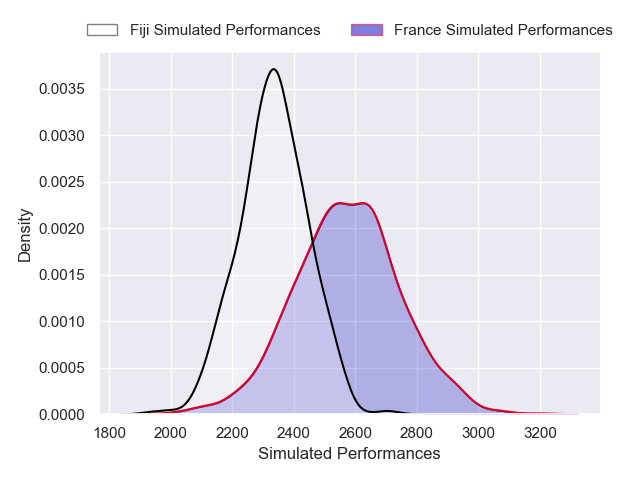 Fiji Simulated Performances
France Simulated Performances
Density
0.0035
0.0030
0.0025
0.0020
0.0015
0.0010
0.0005
0.0000
1800 2000 2200 2400 2600 2800 3000 3200
Simulated Performances